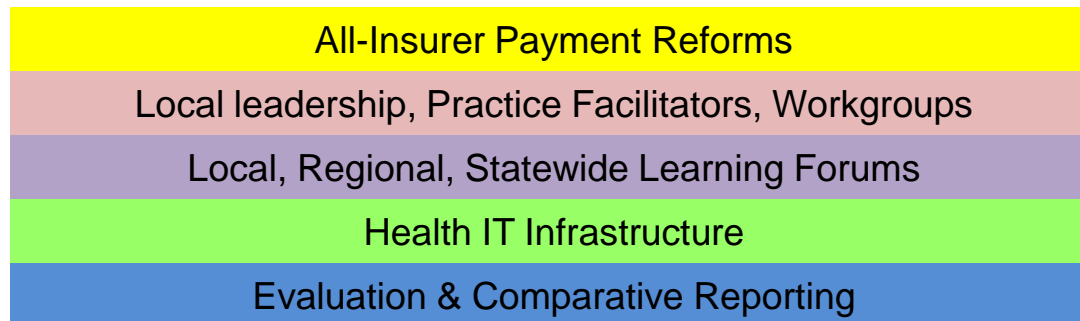 All-Insurer Payment Reforms
Local leadership, Practice Facilitators, Workgroups
Local, Regional, Statewide Learning Forums
Health IT Infrastructure
Evaluation & Comparative Reporting